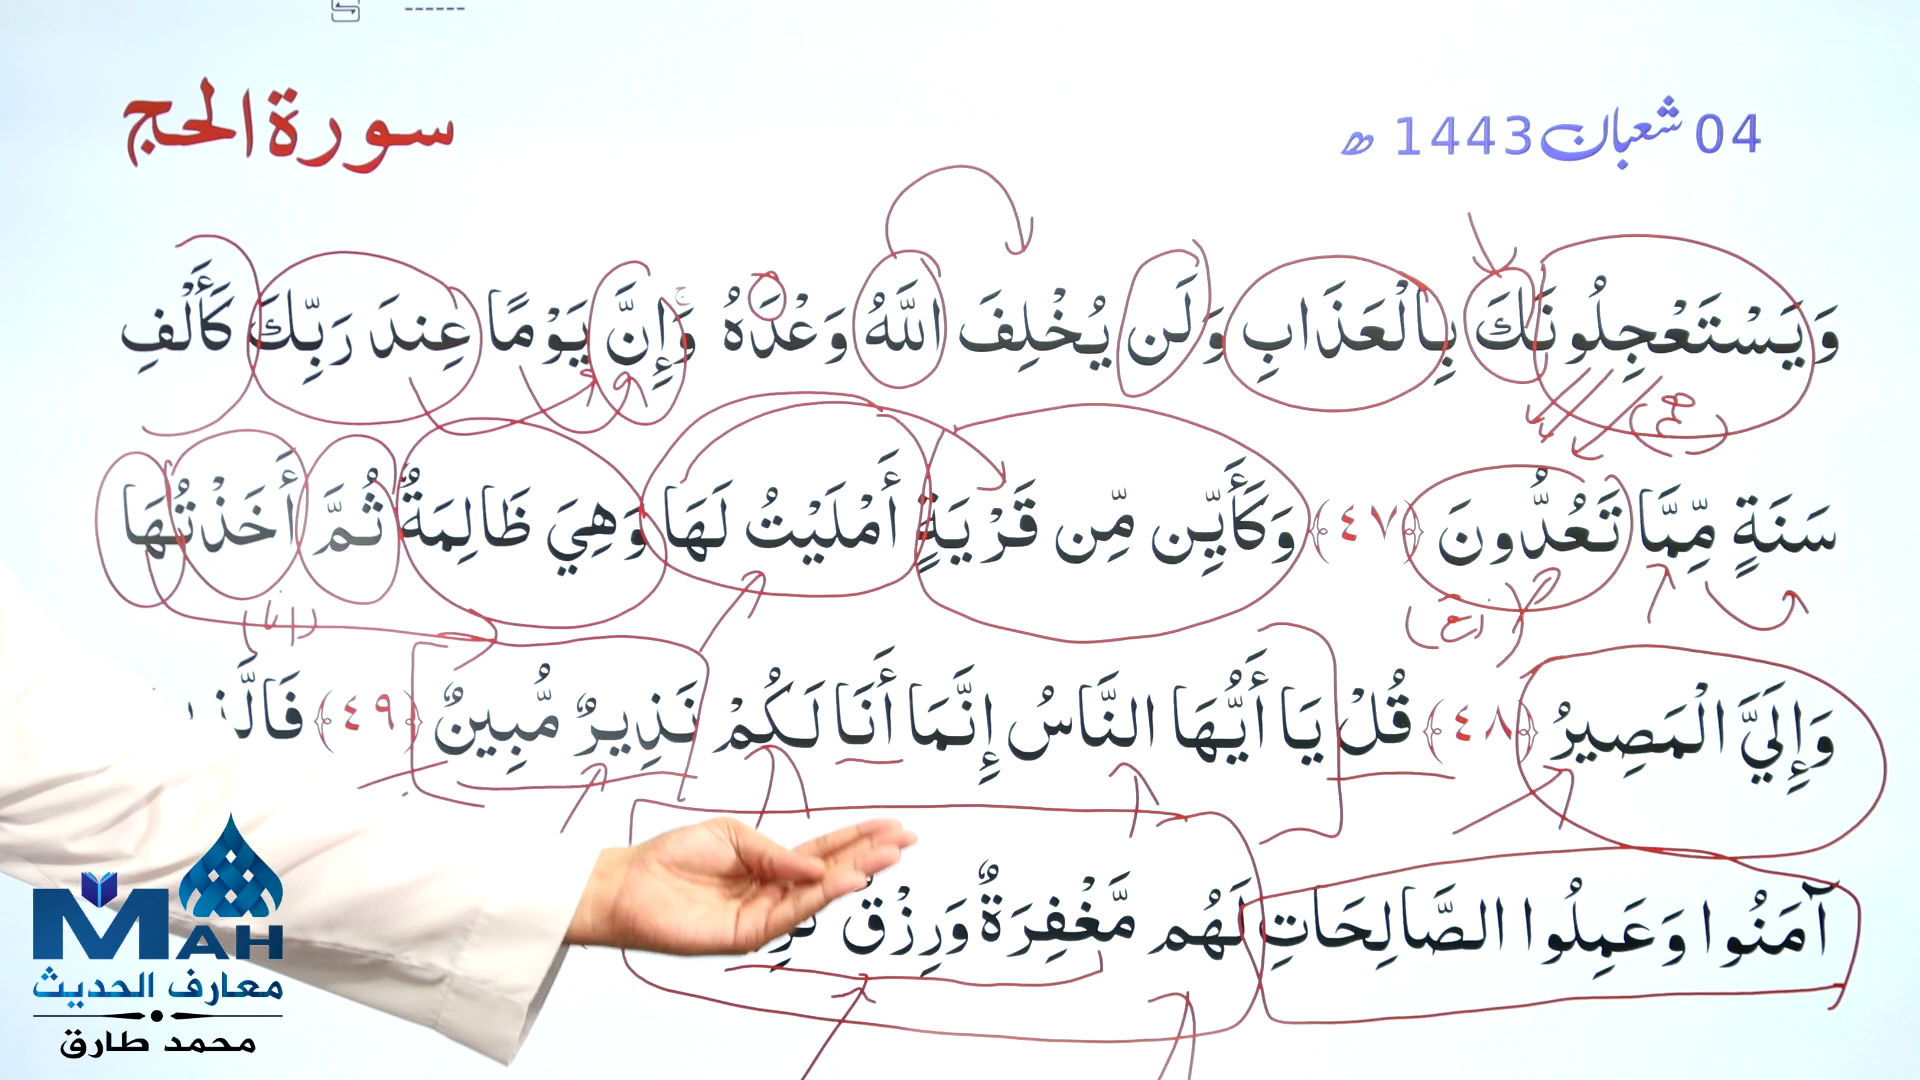 04 شعبان 1443 ھ
سورة الحج
وَيَسْتَعْجِلُونَكَ بِالْعَذَابِ وَلَن يُخْلِفَ اللَّهُ وَعْدَهُ ۚ وَإِنَّ يَوْمًا عِندَ رَبِّكَ كَأَلْفِ
سَنَةٍ مِّمَّا تَعُدُّونَ ﴿٤٧﴾ وَكَأَيِّن مِّن قَرْيَةٍ أَمْلَيْتُ لَهَا وَهِيَ ظَالِمَةٌ ثُمَّ أَخَذْتُهَا
وَإِلَيَّ الْمَصِيرُ ﴿٤٨﴾ قُلْ يَا أَيُّهَا النَّاسُ إِنَّمَا أَنَا لَكُمْ نَذِيرٌ مُّبِينٌ ﴿٤٩﴾
آمَنُوا وَعَمِلُوا الصَّالِحَاتِ لَهُم مَّغْفِرَةٌ وَرِزْقٌ
MAH
معارف الحديث
محمد طارق